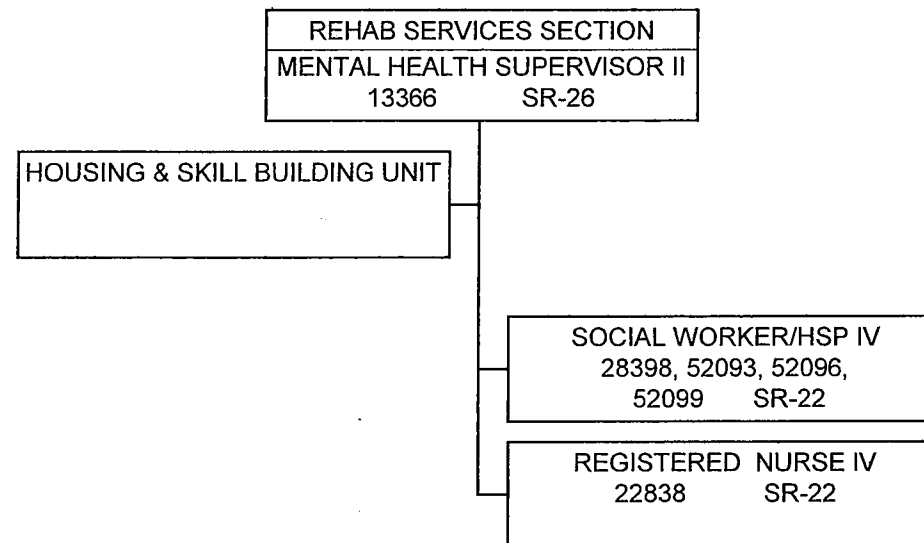 REHAB SERVICES SECTION
MENTAL HEALTH SUPERVISOR II
13366 SR-26
HOUSING & SKILL BUILDING UNIT
SOCIAL WORKER/HSP IV
28398, 52093, 52096,
52099 SR-22
REGISTERED NURSE IV
22838 SR-22